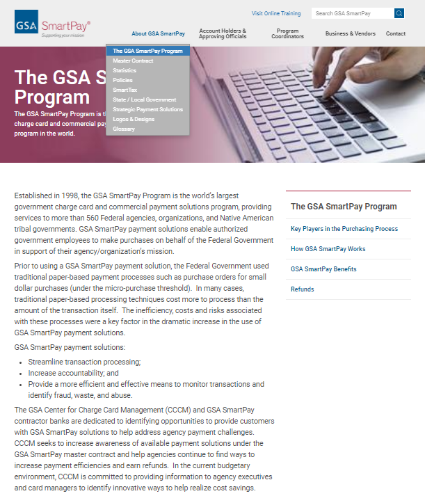 Visit Online Training
Search GSA SmartPay
GSA SmartPay®
Supporting your mission
About GSA SmartPay
Account Holders &
Approving Officials
Program
Coordinators
Business & Vendors
Contact
The GSA SmartPay Program
Master Contract
Statistics
Policies
SmartTax
State / Local Government
Strategic Payment Solutions
Logos & Designs
Glossary
The GSA S
Program
The GSA SmartPay Program is th
charge card and commercial pay
program in the world.
Established in 1998, the GSA SmartPay Program is the world's largest
government charge card and commercial payment solutions program, providing
services to more than 560 Federal agencies, organizations, and Native American
tribal governments. GSA SmartPay payment solutions enable authorized
government employees to make purchases on behalf of the Federal Government
in support of their agency/organization's mission.
Prior to using a GSA SmartPay payment solution, the Federal Government used
traditional paper-based payment processes such as purchase orders for small
dollar purchases (under the micro-purchase threshold). In many cases,
traditional paper-based processing techniques cost more to process than the
amount of the transaction itself. The inefficiency, costs and risks associated
with these processes were a key factor in the dramatic increase in the use of
GSA SmartPay payment solutions.
GSA SmartPay payment solutions:
• Streamline transaction processing;
• Increase accountability; and
• Provide a more efficient and effective means to monitor transactions and
identify fraud, waste, and abuse.
The GSA Center for Charge Card Management (CCCM) and GSA SmartPay
contractor banks are dedicated to identifying opportunities to provide customers
with GSA SmartPay solutions to help address agency payment challenges.
CCCM seeks to increase awareness of available payment solutions under the
GSA SmartPay master contract and help agencies continue to find ways to
increase payment efficiencies and earn refunds. In the current budgetary
environment, CCCM is committed to providing information to agency executives
and card managers to identify innovative ways to help realize cost savings.
The GSA SmartPay Program
Key Players in the Purchasing Process
How GSA SmartPay Works
GSA SmartPay Benefits
Refunds